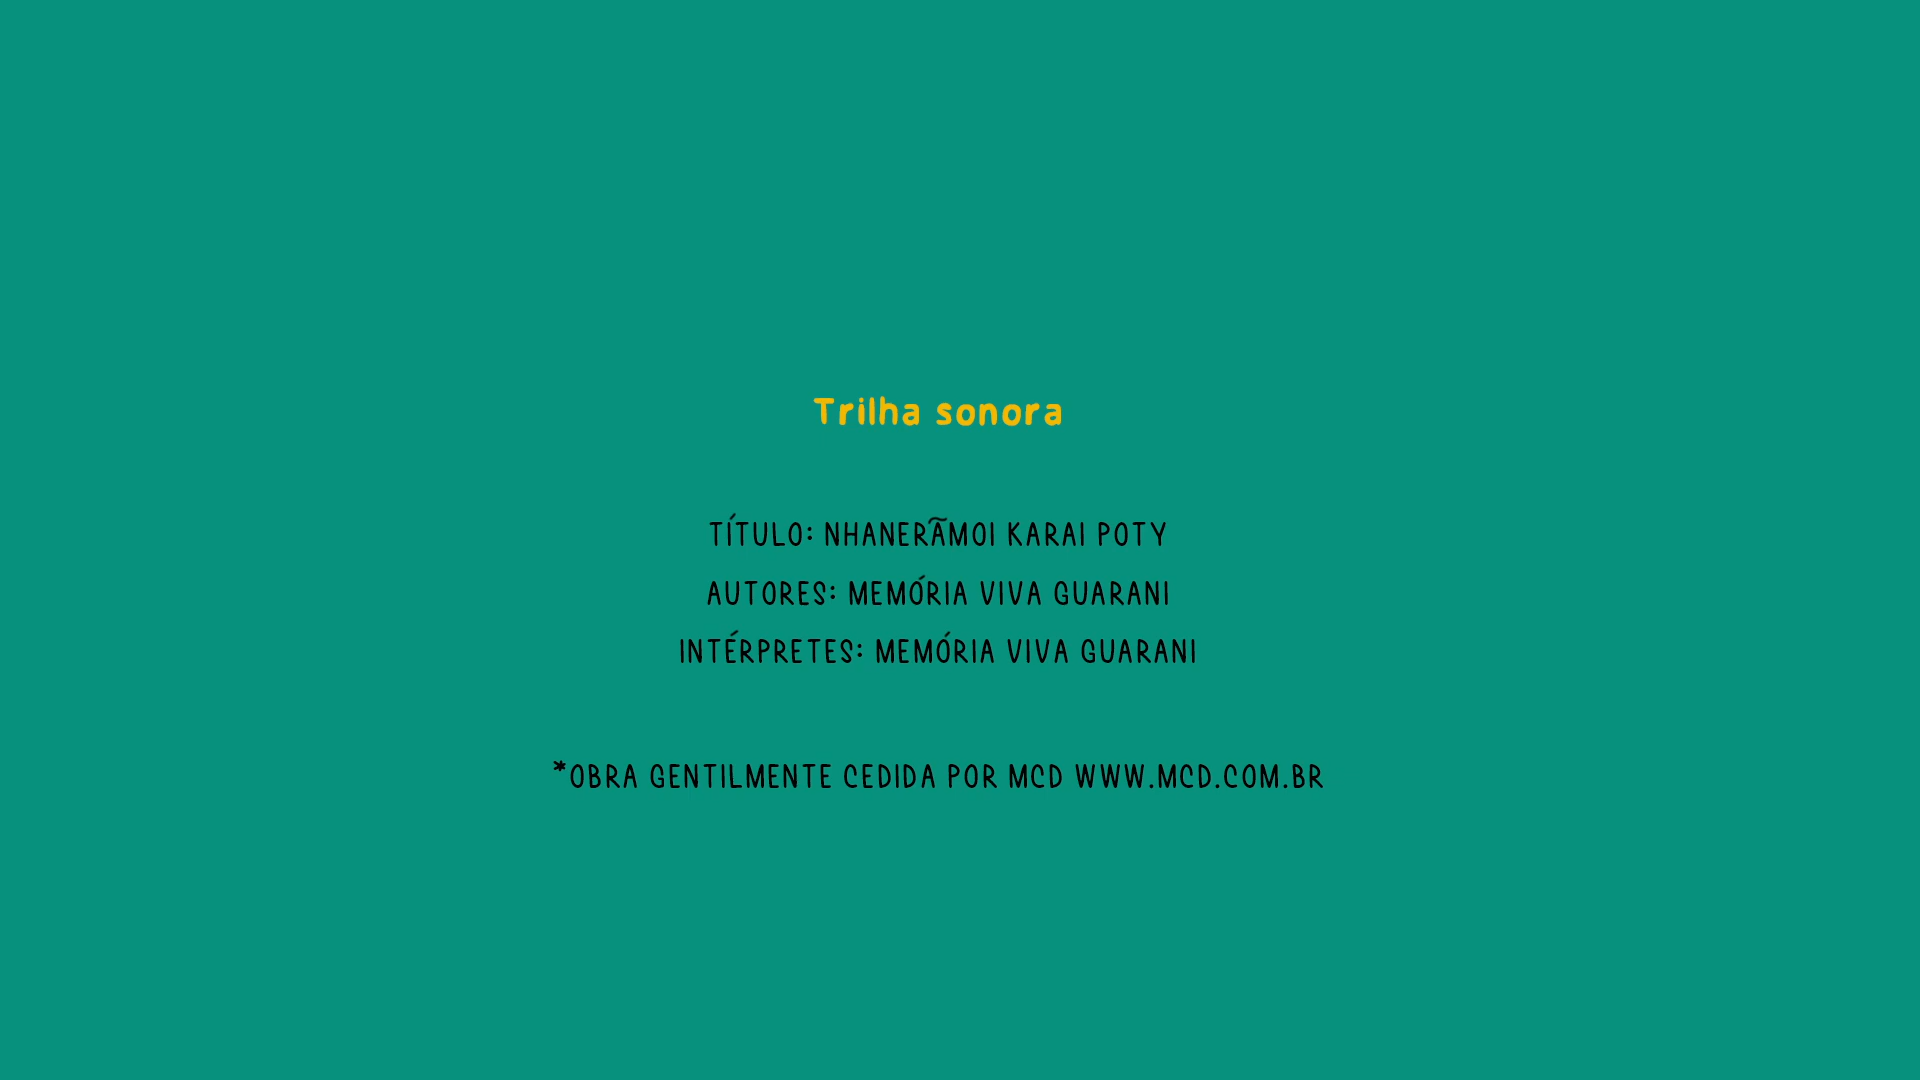 Trilha sonora
TÍTULO: NHANERÃMOI KARAI POTY
AUTORES: MEMÓRIA VIVA GUARANI
INTÉRPRETES: MEMÓRIA VIVA GUARANI
*OBRA GENTILMENTE CEDIDA POR MCD WWW.MCD.COM.BR